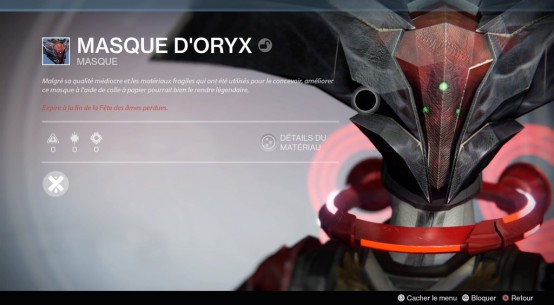 MASQUE D'ORYX
MASQUE
Malgré sa qualité médiocre et les matériaux fragiles qui ont été utilisés pour le concevoir, améliorer
ce masque à l'aide de colle à papier pourrait bien le rendre légendaire.
Expire à la fin de la Fête des âmes perdues.
0 0 0
DÉTAILS DU
MATÉRIAU
Cacher le menu Bloquer Retour